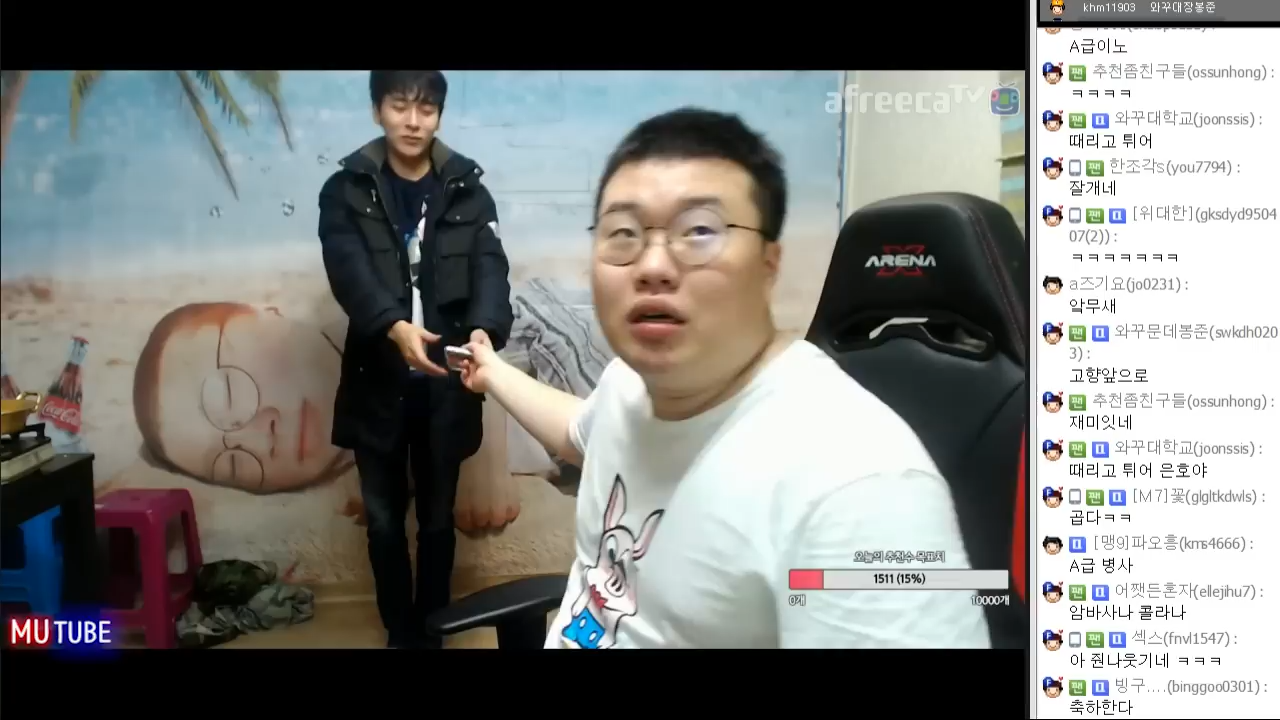 afreecaTV
ARENA
X
Coca-Cola
오늘의 추천수 목표치
1511 (15%)
0개
10000개
MUTUBE
khm11903 와꾸대장봉준
A급이노
추천좀친구들(ossunhong) :
ㅋㅋㅋㅋ
와꾸대학교(joonssis) :
때리고 튀어
한조각s(you7794) :
잘개네
[위대한](gksdyd9504
07(2)) :
ㅋㅋㅋㅋㅋㅋㅋ
a즈기요(jo0231) :
앜무새
와꾸문데봉준(swkdh020
3) :
고향앞으로
추천좀친구들(ossunhong) :
재미잇네
와꾸대학교(joonssis) :
때리고 튀어 은호야
[M7]꽃(glgltkdwls) :
곱다ㅋㅋ
[맹9]파오흥(kms4666) :
A급 병사
어쨋든혼자(ellejihu7) :
암바사나 콜라나
섹스(fnvl1547) :
아 줜나웃기네 ㅋㅋㅋ
빙구....(binggoo0301) :
축하한다